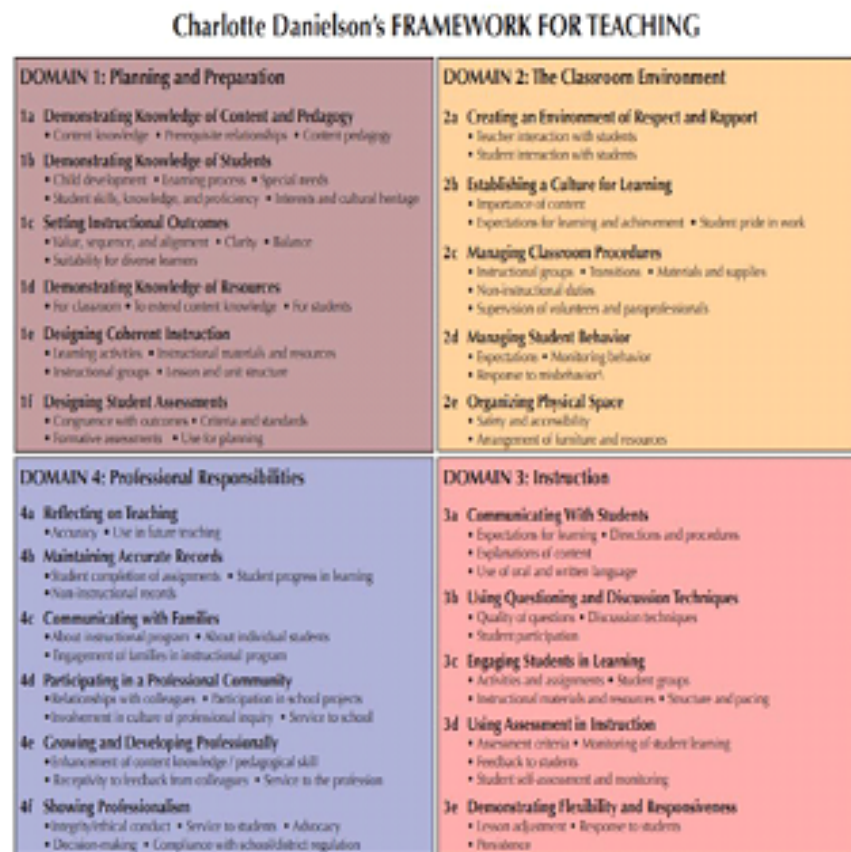 Charlotte Danielson's FRAMEWORK FOR TEACHING
DOMAIN 1: Planning and Preparation
1a Demonstrating Knowledge of Content and Pedagogy
• Content knowledge • Prerequisite relationships • Content pedagogy
1b Demonstrating Knowledge of Students
• Child development • Learning process • Special needs
• Student skills, knowledge, and proficiency • Interests and cultural heritage
1c Setting Instructional Outcomes
• Value, sequence, and alignment • Clarity • Balance
• Suitability for diverse learners
1d Demonstrating Knowledge of Resources
• For classroom • To extend content knowledge • For students
1e Designing Coherent Instruction
• Learning activities • Instructional materials and resources
• Instructional groups • Lesson and unit structure
1f Designing Student Assessments
• Congruence with outcomes • Criteria and standards
• Formative assessments • Use for planning
DOMAIN 2: The Classroom Environment
2a Creating an Environment of Respect and Rapport
• Teacher interaction with students
• Student interaction with students
2b Establishing a Culture for Learning
• Importance of content
• Expectations for learning and achievement • Student pride in work
2c Managing Classroom Procedures
• Instructional groups • Transitions • Materials and supplies
• Non-instructional duties
• Supervision of volunteers and paraprofessionals
2d Managing Student Behavior
• Expectations • Monitoring behavior
• Response to misbehavior\
2e Organizing Physical Space
• Safety and accessibility
• Arrangement of furniture and resources
DOMAIN 4: Professional Responsibilities
4a Reflecting on Teaching
• Accuracy • Use in future teaching
4b Maintaining Accurate Records
• Student completion of assignments • Student progress in learning
• Non-instructional records
4c Communicating with Families
• About instructional program • About individual students
• Engagement of families in instructional program
4d Participating in a Professional Community
• Relationships with colleagues • Participation in school projects
• Involvement in culture of professional inquiry • Service to school
4e Growing and Developing Professionally
• Enhancement of content knowledge / pedagogical skill
• Receptivity to feedback from colleagues • Service to the profession
4f Showing Professionalism
• Integrity/ethical conduct • Service to students • Advocacy
• Decision-making • Compliance with school/district regulation
DOMAIN 3: Instruction
3a Communicating With Students
• Expectations for learning • Directions and procedures
• Explanations of content
• Use of oral and written language
3b Using Questioning and Discussion Techniques
• Quality of questions • Discussion techniques
• Student participation
3c Engaging Students in Learning
• Activities and assignments • Student groups
• Instructional materials and resources • Structure and pacing
3d Using Assessment in Instruction
• Assessment criteria • Monitoring of student learning
• Feedback to students
• Student self-assessment and monitoring
3e Demonstrating Flexibility and Responsiveness
• Lesson adjustment • Response to students
• Persistence